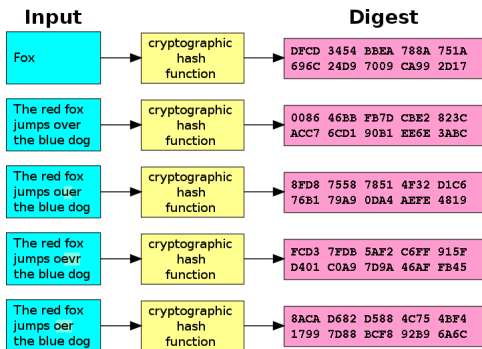 Input
Digest
Fox
cryptographic
hash
function
DFCD 3454 BBEA 788A 751A
696C 24D9 7009 CA99 2D17
The red fox
jumps over
the blue dog
cryptographic
hash
function
0086 46BB FB7D CBE2 823C
ACC7 6CD1 90B1 EE6E 3ABC
The red fox
jumps ouer
the blue dog
cryptographic
hash
function
8FD8 7558 7851 4F32 D1C6
76B1 79A9 0DA4 AEFE 4819
The red fox
jumps oevr
the blue dog
cryptographic
hash
function
FCD3 7FDB 5AF2 C6FF 915F
D401 C0A9 7D9A 46AF FB45
The red fox
jumps oer
the blue dog
cryptographic
hash
function
8ACA D682 D588 4C75 4BF4
1799 7D88 BCF8 92B9 6A6C